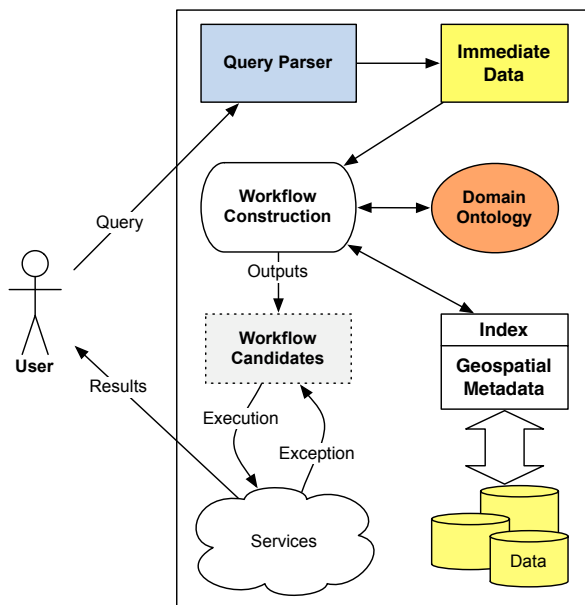 Query Parser
Immediate
Data
Workflow
Construction
Domain
Ontology
Query
Outputs
User
Workflow
Candidates
Index
Geospatial
Metadata
Results
Execution
Exception
Services
Data